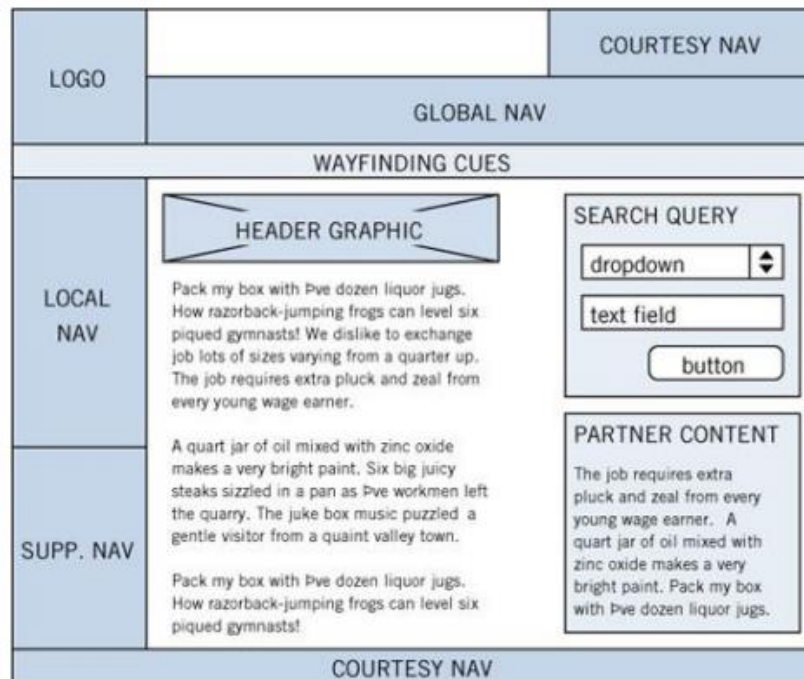 LOGO
COURTESY NAV
GLOBAL NAV
WAYFINDING CUES
LOCAL
NAV
SUPP. NAV
HEADER GRAPHIC
Pack my box with Þve dozen liquor jugs.
How razorback-jumping frogs can level six
piqued gymnasts! We dislike to exchange
job lots of sizes varying from a quarter up.
The job requires extra pluck and zeal from
every young wage earner.
A quart jar of oil mixed with zinc oxide
makes a very bright paint. Six big juicy
steaks sizzled in a pan as Þve workmen left
the quarry. The juke box music puzzled a
gentle visitor from a quaint valley town.
Pack my box with Þve dozen liquor jugs.
How razorback-jumping frogs can level six
piqued gymnasts!
SEARCH QUERY
dropdown
text field
button
PARTNER CONTENT
The job requires extra
pluck and zeal from every
young wage earner. A
quart jar of oil mixed with
zinc oxide makes a very
bright paint. Pack my box
with Þve dozen liquor jugs.
COURTESY NAV